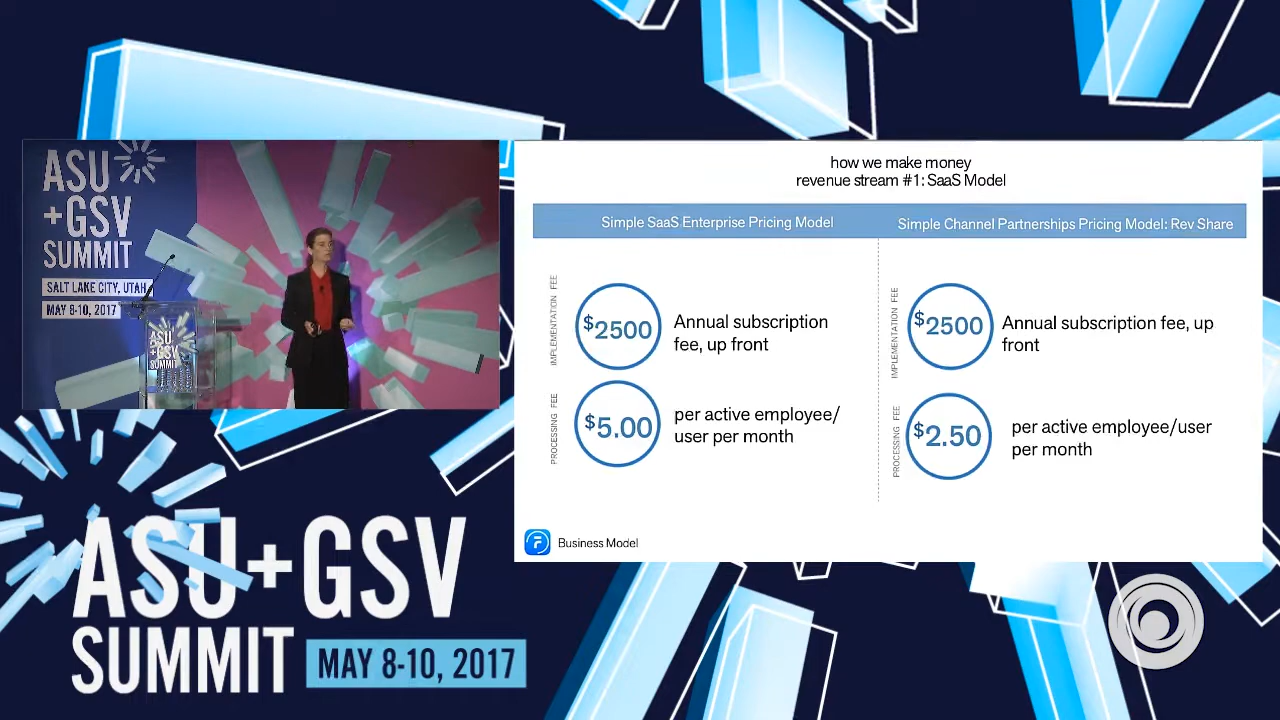 ASU
+GSV
SUMMIT
SALT LAKE CITY, UTAH
MAY 8-10, 2017
ASU
+GSV
SUMMIT
how we make money
revenue stream #1: SaaS Model
Simple SaaS Enterprise Pricing Model
Simple Channel Partnerships Pricing Model: Rev Share
IMPLEMENTATION FEE
$2500
Annual subscription
fee, up front
PROCESSING FEE
$5.00
per active employee/
user per month
IMPLEMENTATION FEE
$2500
Annual subscription fee, up
front
PROCESSING FEE
$2.50
per active employee/user
per month
F
Business Model
ASU+GSV
SUMMIT
MAY 8-10, 2017